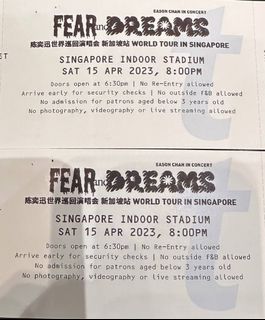 EASON CHAN IN CONCERT
FEAR and DREAMS
陈奕迅世界巡回演唱会 新加坡站 WORLD TOUR IN SINGAPORE
SINGAPORE INDOOR STADIUM
SAT 15 APR 2023, 8:00PM
Doors open at 6:30pm | No Re-Entry allowed
Arrive early for security checks | No outside F&B allowed
No admission for patrons aged below 3 years old
No photography, videography or live streaming allowed
EASON CHAN IN CONCERT
FEAR and DREAMS
陈奕迅世界巡回演唱会 新加坡站 WORLD TOUR IN SINGAPORE
SINGAPORE INDOOR STADIUM
SAT 15 APR 2023, 8:00PM
Doors open at 6:30pm | No Re-Entry allowed
Arrive early for security checks | No outside F&B allowed
No admission for patrons aged below 3 years old
No photography, videography or live streaming allowed